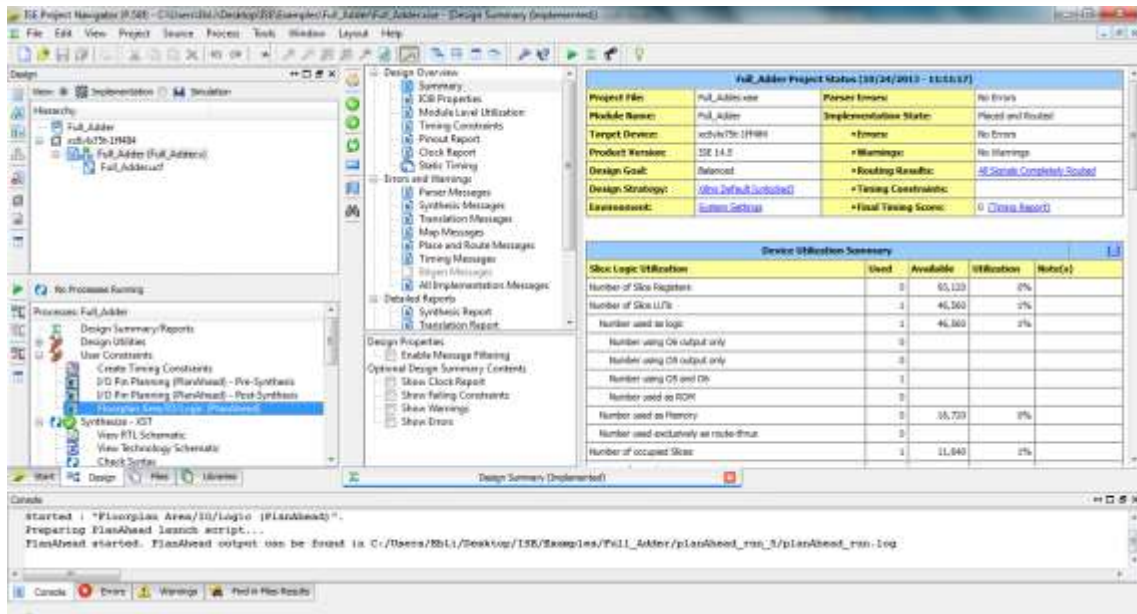 ISE Project Navigator (P.58f) - C:\Users\Ebli\Desktop\ISE\Examples\Full_Adder\Full_Adder.xise - [Design Summary (Implemented)]
File Edit View Project Source Process Tools Window Layout Help
Design
View: Implementation Simulation
Hierarchy
Full_Adder
Full_Adder (Full_Adder.v)
Full_Adder.ucf
No Processes Running
Processes: Full_Adder
Design Summary/Reports
Design Utilities
User Constraints
Create Timing Constraints
I/O Pin Planning (PlanAhead) - Pre-Synthesis
I/O Pin Planning (PlanAhead) - Post-Synthesis
Floorplan Area/IO/Logic (PlanAhead)
Synthesize - XST
View RTL Schematic
View Technology Schematic
Check Syntax
Start Design Files Libraries
Design Overview
Summary
IOB Properties
Module Level Utilization
Timing Constraints
Pinout Report
Clock Report
Static Timing
Errors and Warnings
Parser Messages
Synthesis Messages
Translation Messages
Map Messages
Place and Route Messages
Timing Messages
Bitgen Messages
All Implementation Messages
Detailed Reports
Synthesis Report
Translation Report
Design Properties
Enable Message Filtering
Optional Design Summary Contents
Show Clock Report
Show Failing Constraints
Show Warnings
Show Errors
Full_Adder Project Status (10/24/2013 - 11:11:17)
Project File: Full_Adder.xise Parser Errors: No Errors
Module Name: Full_Adder Implementation State: Placed and Routed
Target Device: xc6vlx75t-1ff484 •Errors: No Errors
Product Version: ISE 14.5 •Warnings: No Warnings
Design Goal: Balanced •Routing Results: All Signals Completely Routed
Design Strategy: Xilinx Default (unlocked) •Timing Constraints:
Environment: System Settings •Final Timing Score: 0 (Timing Report)
Device Utilization Summary [-]
Slice Logic Utilization Used Available Utilization Note(s)
Number of Slice Registers 0 93,120 0%
Number of Slice LUTs 1 46,560 1%
Number used as logic 1 46,560 1%
Number using O6 output only 0
Number using O5 output only 0
Number using O5 and O6 1
Number used as ROM 0
Number used as Memory 0 16,720 0%
Number used exclusively as route-thrus 0
Number of occupied Slices 1 11,640 1%
Design Summary (Implemented)
Console
Started : "Floorplan Area/IO/Logic (PlanAhead)".
Preparing PlanAhead launch script...
PlanAhead started. PlanAhead output can be found in C:/Users/Ebli/Desktop/ISE/Examples/Full_Adder/planAhead_run_5/planAhead_run.log
Console Errors Warnings Find in Files Results